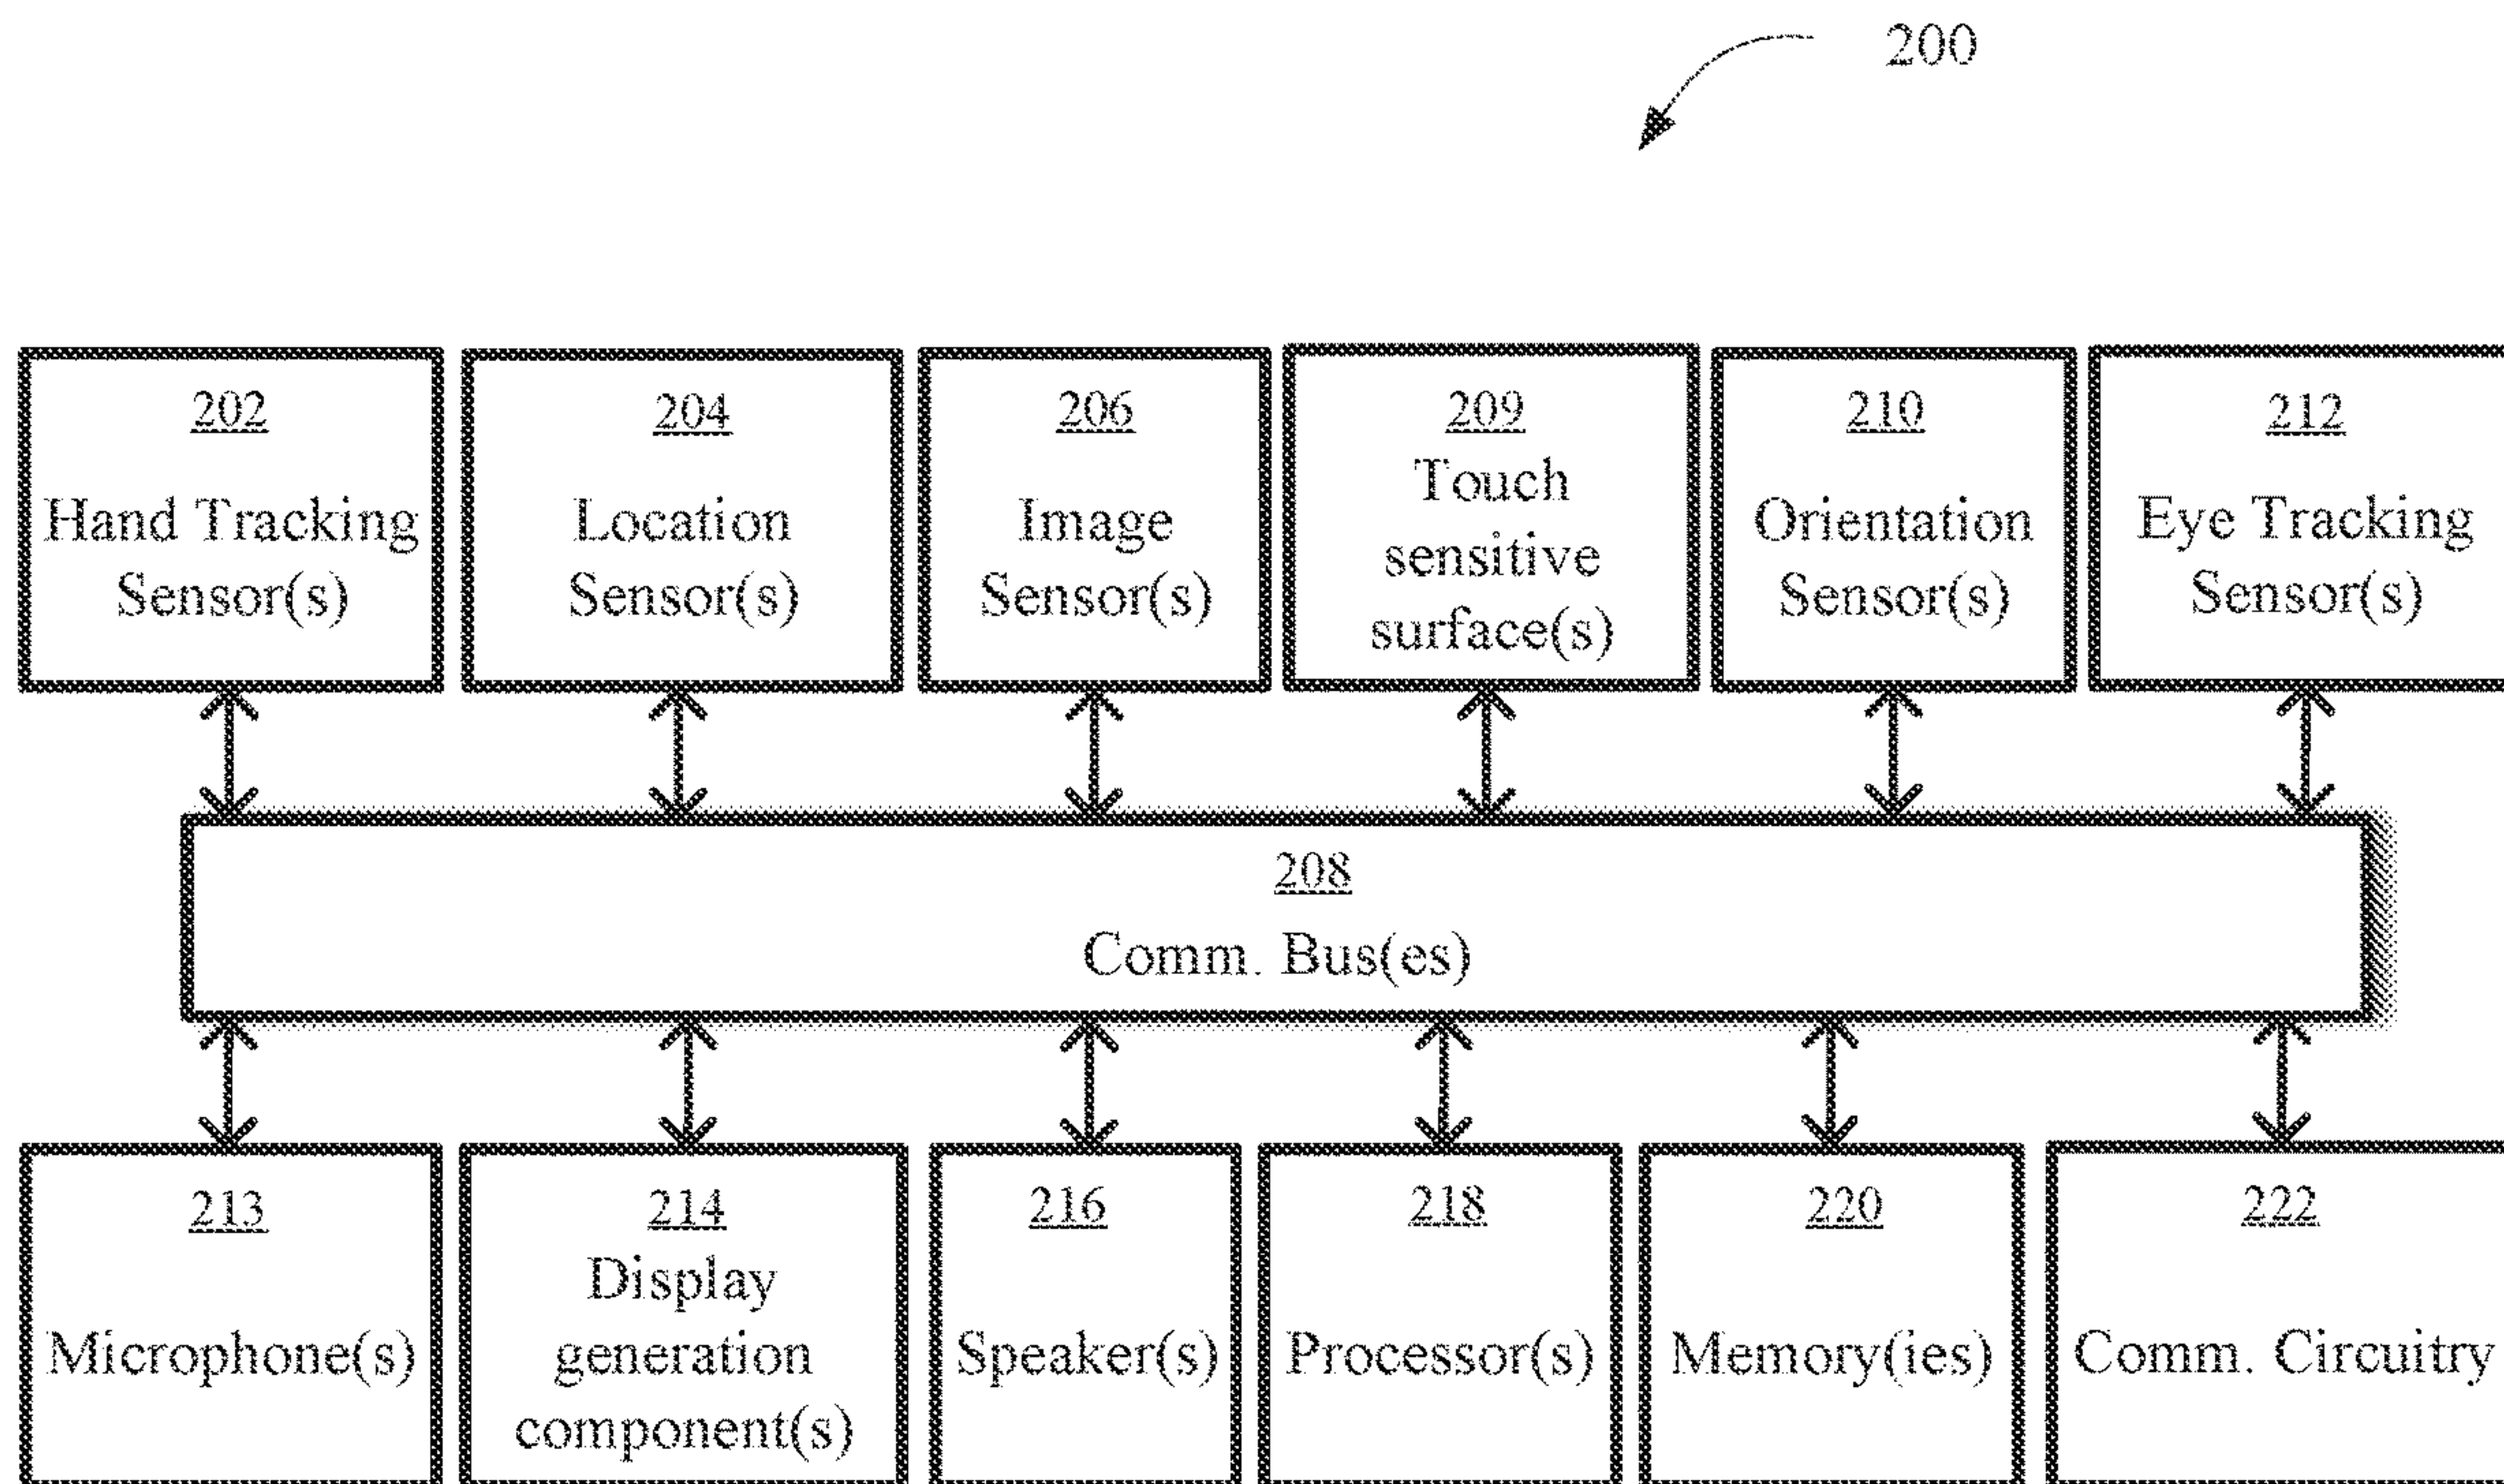 200
202
Hand Tracking
Sensor(s)
204
Location
Sensor(s)
206
Image
Sensor(s)
209
Touch
sensitive
surface(s)
210
Orientation
Sensor(s)
212
Eye Tracking
Sensor(s)
208
Comm. Bus(es)
213
Microphone(s)
214
Display
generation
component(s)
216
Speaker(s)
218
Processor(s)
220
Memory(ies)
222
Comm. Circuitry